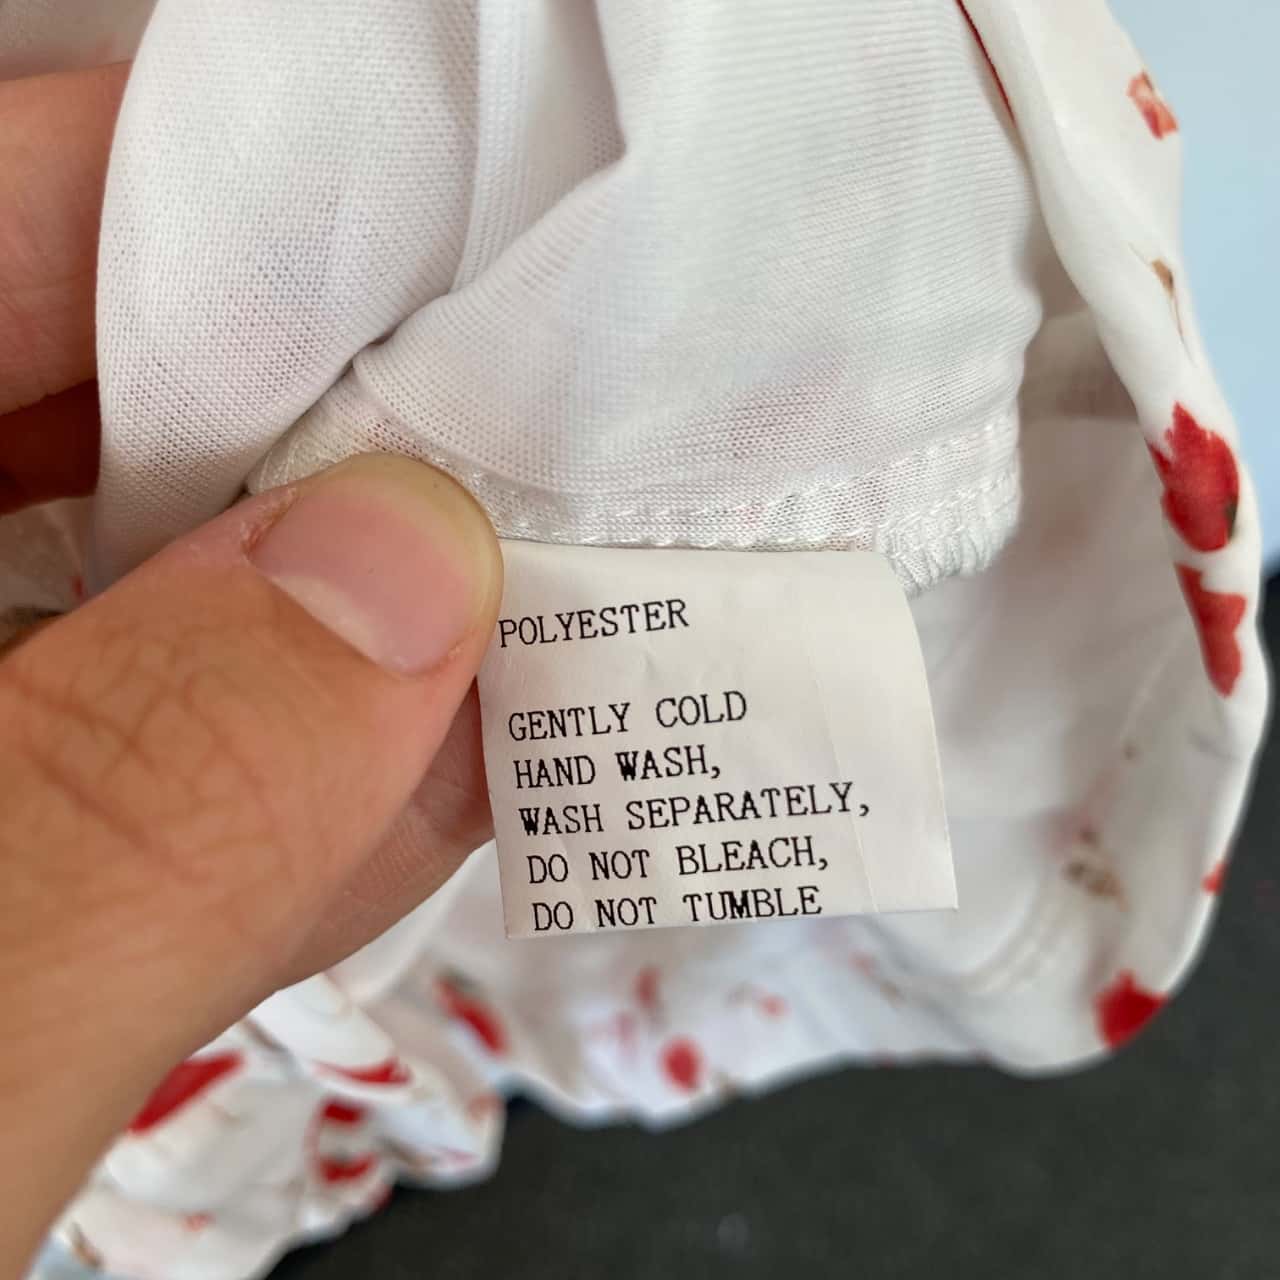 POLYESTER
GENTLY COLD
HAND WASH,
WASH SEPARATELY,
DO NOT BLEACH,
DO NOT TUMBLE